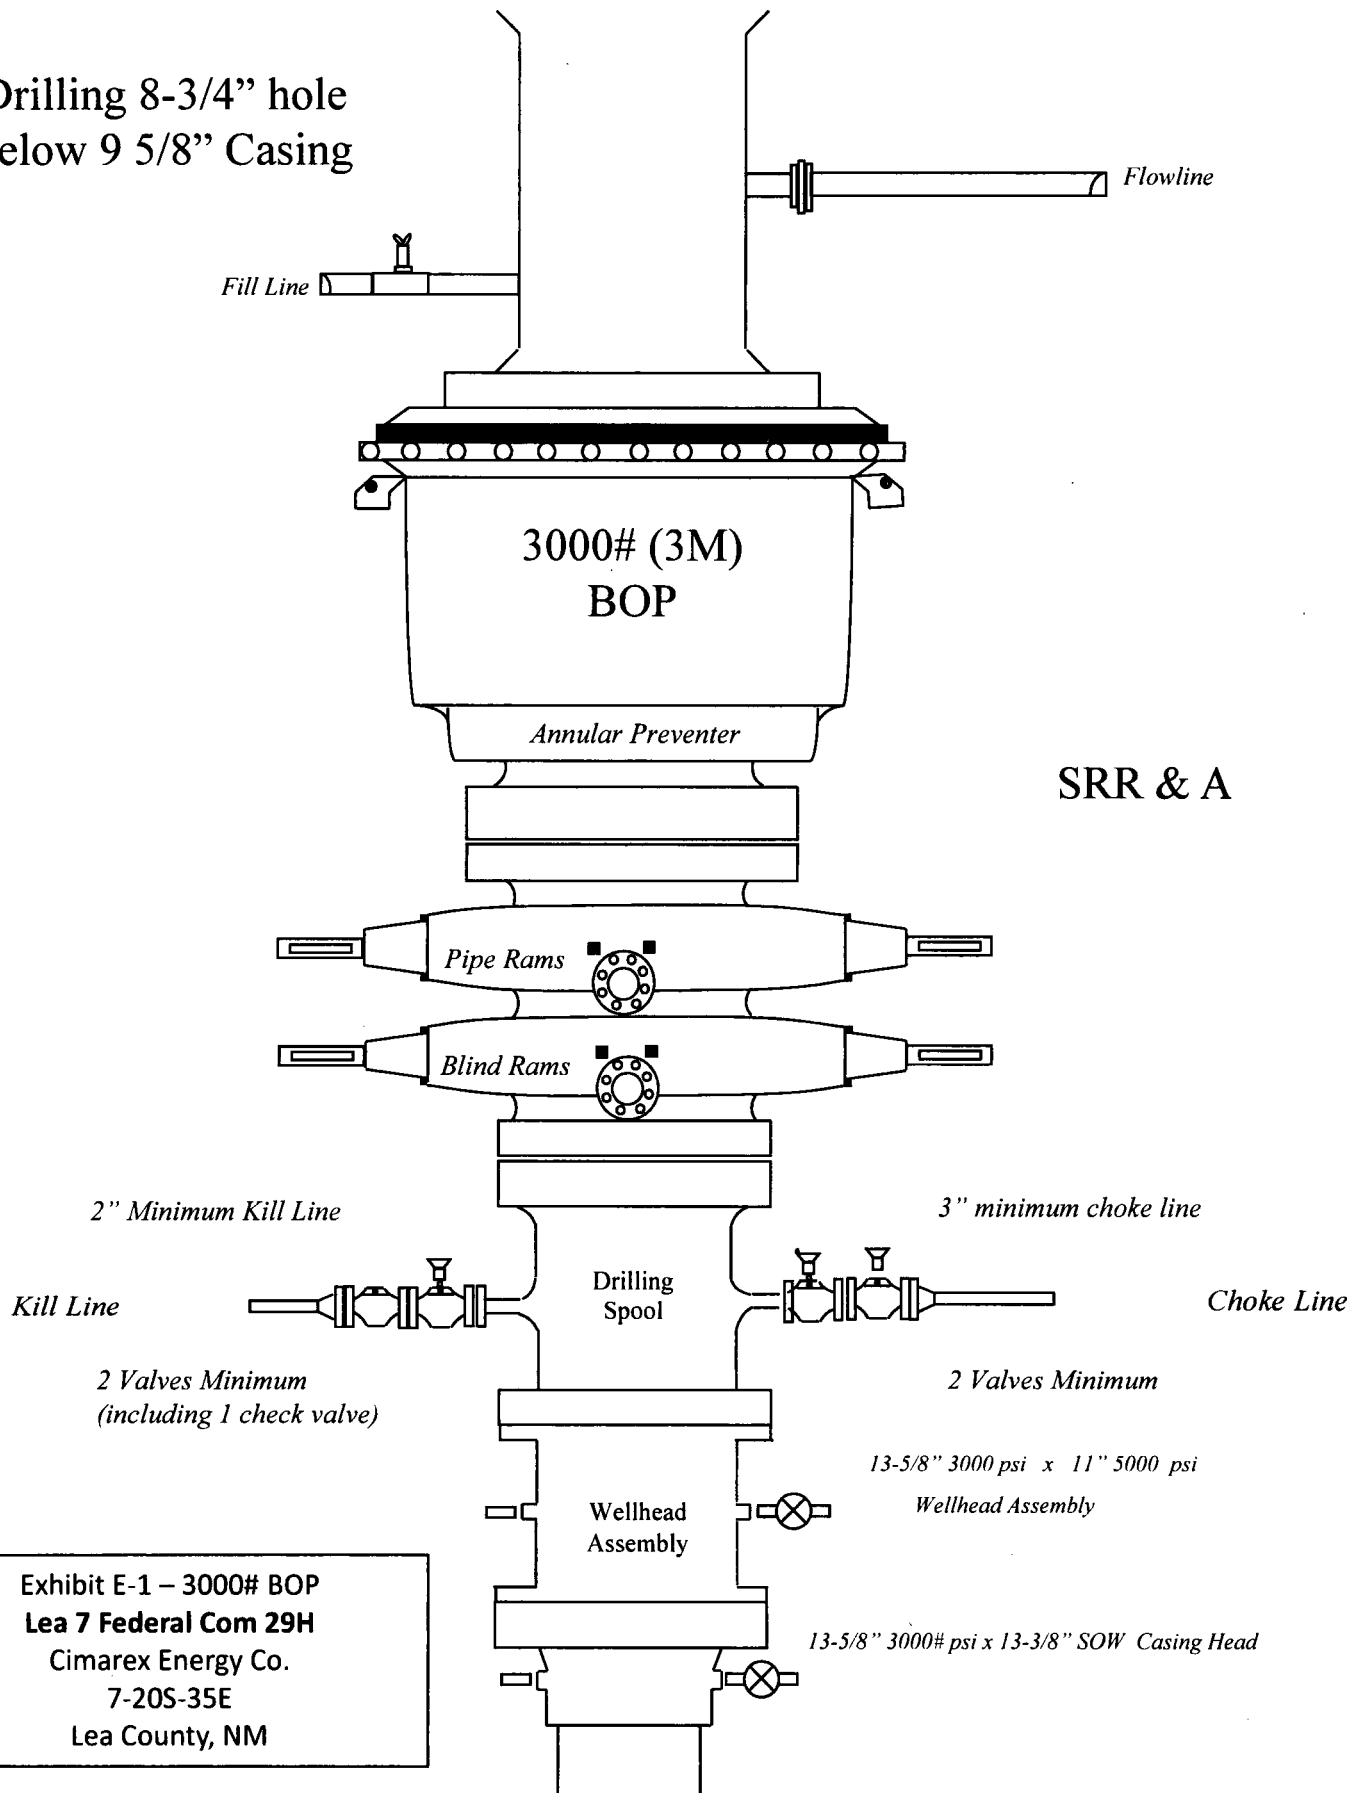 Drilling 8-3/4” hole
elow 9 5/8” Casing
Flowline
Fill Line
3000# (3M)
BOP
Annular Preventer
SRR & A
Pipe Rams
Blind Rams
2” Minimum Kill Line
3” minimum choke line
Drilling
Spool
Kill Line
Choke Line
2 Valves Minimum
(including 1 check valve)
2 Valves Minimum
13-5/8” 3000 psi x 11” 5000 psi
Wellhead Assembly
Wellhead
Assembly
Exhibit E-1 – 3000# BOP
Lea 7 Federal Com 29H
Cimarex Energy Co.
7-20S-35E
Lea County, NM
13-5/8” 3000# psi x 13-3/8” SOW Casing Head